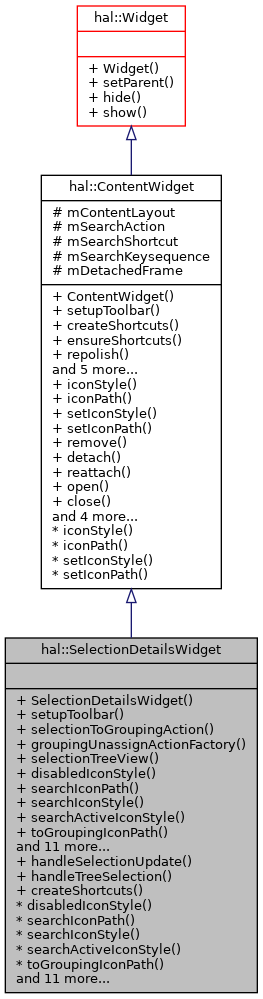 hal::Widget
+ Widget()
+ setParent()
+ hide()
+ show()
hal::ContentWidget
# mContentLayout
# mSearchAction
# mSearchShortcut
# mSearchKeysequence
# mDetachedFrame
+ ContentWidget()
+ setupToolbar()
+ createShortcuts()
+ ensureShortcuts()
+ repolish()
and 5 more...
+ iconStyle()
+ iconPath()
+ setIconStyle()
+ setIconPath()
+ remove()
+ detach()
+ reattach()
+ open()
+ close()
and 4 more...
* iconStyle()
* iconPath()
* setIconStyle()
* setIconPath()
hal::SelectionDetailsWidget
+ SelectionDetailsWidget()
+ setupToolbar()
+ selectionToGroupingAction()
+ groupingUnassignActionFactory()
+ selectionTreeView()
+ disabledIconStyle()
+ searchIconPath()
+ searchIconStyle()
+ searchActiveIconStyle()
+ toGroupingIconPath()
and 11 more...
+ handleSelectionUpdate()
+ handleTreeSelection()
+ createShortcuts()
* disabledIconStyle()
* searchIconPath()
* searchIconStyle()
* searchActiveIconStyle()
* toGroupingIconPath()
and 11 more...